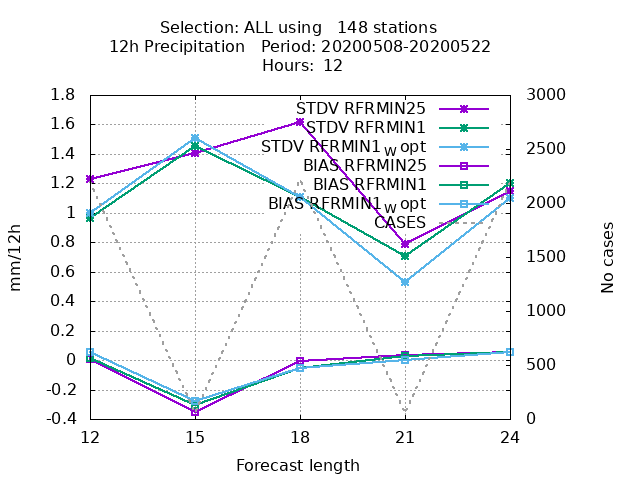 Selection: ALL using   148 stations
12h Precipitation   Period: 20200508-20200522
Hours:  12
1.8
1.6
1.4
1.2
1
0.8
0.6
0.4
0.2
0
-0.2
-0.4
mm/12h
STDV RFRMIN25
STDV RFRMIN1
STDV RFRMIN1w opt
BIAS RFRMIN25
BIAS RFRMIN1
BIAS RFRMIN1w opt
CASES
3000
2500
2000
1500
1000
500
0
No cases
12 15 18 21 24
Forecast length